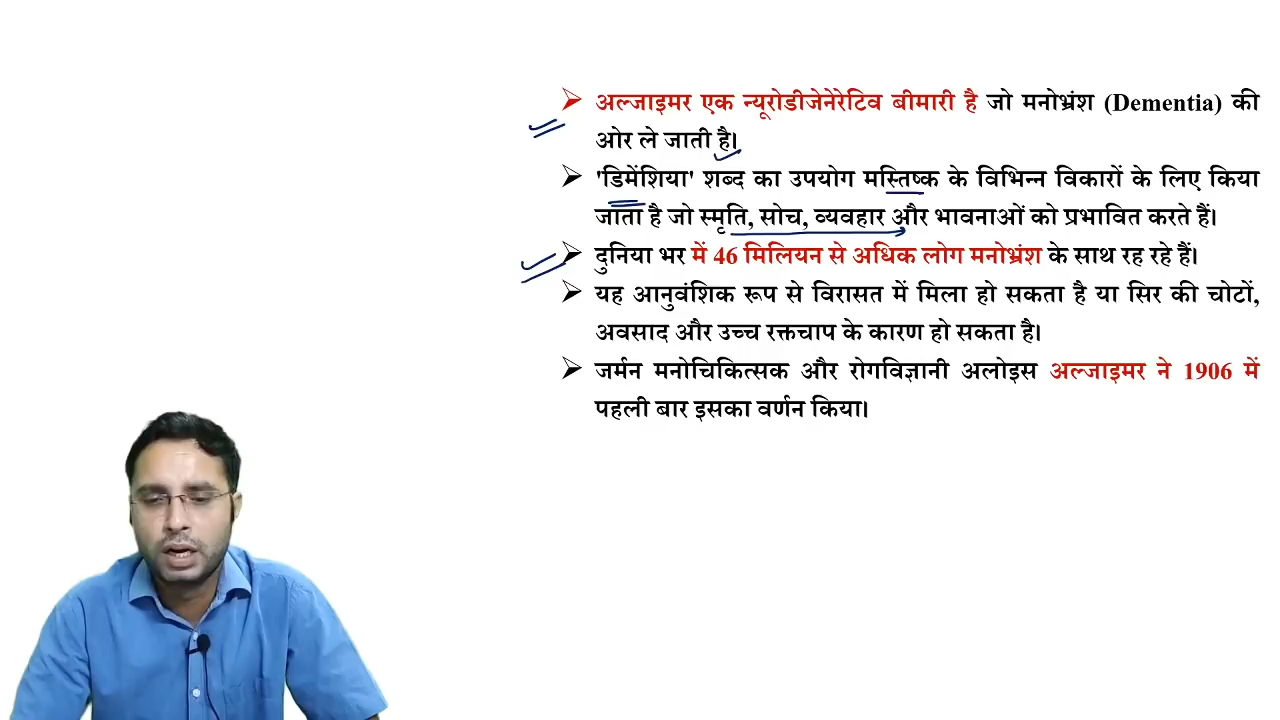 ➤ अल्जाइमर एक न्यूरोडीजेनेरेटिव बीमारी है जो मनोभ्रंश (Dementia) की
ओर ले जाती है।
➤ 'डिमेंशिया' शब्द का उपयोग मस्तिष्क के विभिन्न विकारों के लिए किया
जाता है जो स्मृति, सोच, व्यवहार और भावनाओं को प्रभावित करते हैं।
➤ दुनिया भर में 46 मिलियन से अधिक लोग मनोभ्रंश के साथ रह रहे हैं।
➤ यह आनुवंशिक रूप से विरासत में मिला हो सकता है या सिर की चोटों,
अवसाद और उच्च रक्तचाप के कारण हो सकता है।
➤ जर्मन मनोचिकित्सक और रोगविज्ञानी अलोइस अल्जाइमर ने 1906 में
पहली बार इसका वर्णन किया।